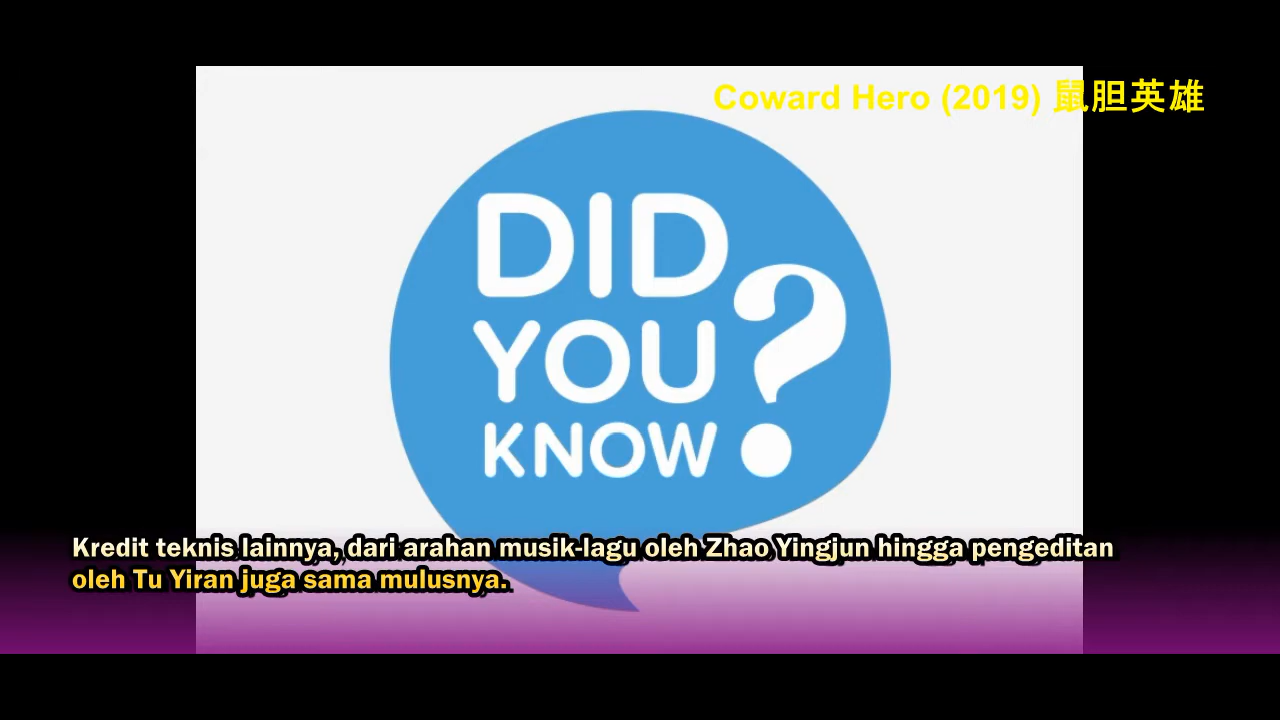 Coward Hero (2019) 鼠胆英雄
DID
YOU
KNOW?
Kredit teknis lainnya, dari arahan musik-lagu oleh Zhao Yingjun hingga pengeditan
oleh Tu Yiran juga sama mulusnya.